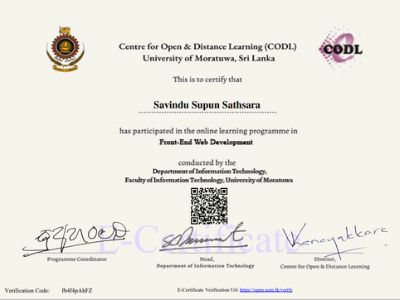 Centre for Open & Distance Learning (CODL)
University of Moratuwa, Sri Lanka
CODL
This is to certify that
Savindu Supun Sathsara
has participated in the online learning programme in
Front-End Web Development
conducted by the
Department of Information Technology,
Faculty of Information Technology, University of Moratuwa
E-Certificate
Programme Coordinator
Head,
Department of Information Technology
Director,
Centre for Open & Distance Learning
Verification Code:
E-Certificate Verification Url: https://open.uom.lk/verify